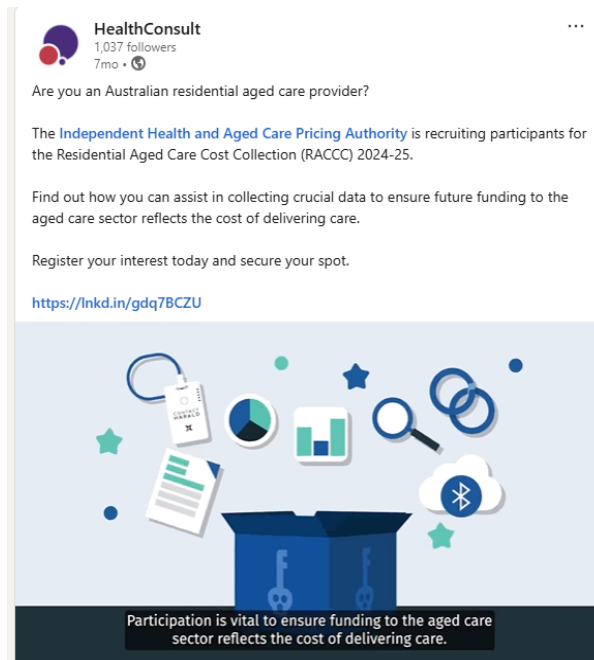 HealthConsult
1,037 followers
7mo •
Are you an Australian residential aged care provider?
The Independent Health and Aged Care Pricing Authority is recruiting participants for
the Residential Aged Care Cost Collection (RACCC) 2024-25.
Find out how you can assist in collecting crucial data to ensure future funding to the
aged care sector reflects the cost of delivering care.
Register your interest today and secure your spot.
https://lnkd.in/gdq7BCZU
CONTACT
HARALD
Participation is vital to ensure funding to the aged care
sector reflects the cost of delivering care.